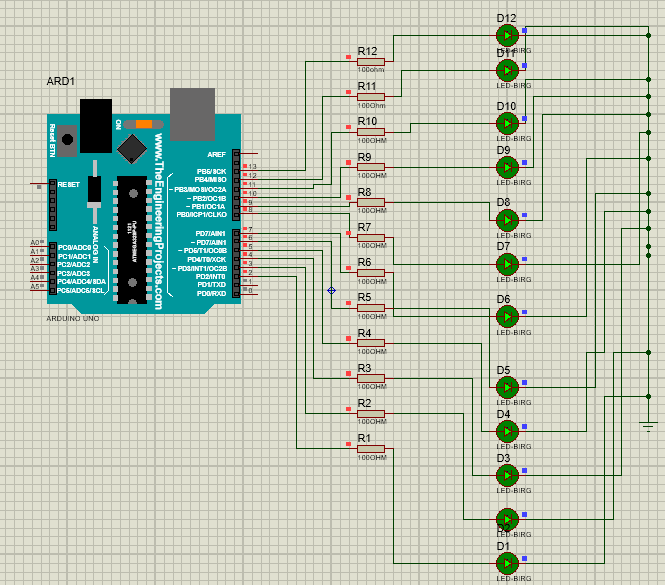 ARD1
ARDUINO UNO
Reset BTN
ON
www.TheEngineeringProjects.com
RESET
ANALOG IN
AREF
PB5/SCK
PB4/MISO
~ PB3/MOSI/OC2A
~ PB2/OC1B
~ PB1/OC1A
PB0/ICP1/CLKO
PD7/AIN1
~ PD7/AIN1
~ PD5/T1/OC0B
PD4/T0/XCK
~ PD3/INT1/OC2B
PD2/INT0
PD1/TXD
PD0/RXD
13
12
11
10
9
8
7
6
5
4
3
2
1
0
A0
A1
A2
A3
A4
A5
PC0/ADC0
PC1/ADC1
PC2/ADC2
PC3/ADC3
PC4/ADC4/SDA
PC5/ADC5/SCL
R12
100ohm
R11
100Ohm
R10
100OHM
R9
100OHM
R8
100OHM
R7
100OHM
R6
100OHM
R5
100OHM
R4
100OHM
R3
100OHM
R2
100OHM
R1
100OHM
D12
LED-BIRG
D11
LED-BIRG
D10
LED-BIRG
D9
LED-BIRG
D8
LED-BIRG
D7
LED-BIRG
D6
LED-BIRG
D5
LED-BIRG
D4
LED-BIRG
D3
LED-BIRG
D2
LED-BIRG
D1
LED-BIRG